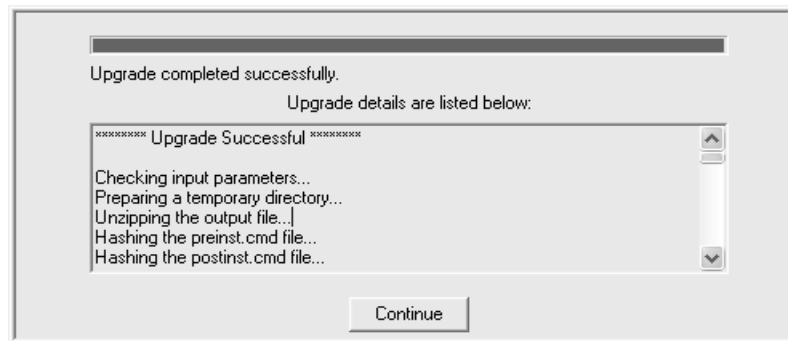 Upgrade completed successfully.
Upgrade details are listed below:
******** Upgrade Successful ********
Checking input parameters...
Preparing a temporary directory...
Unzipping the output file...
Hashing the preinst.cmd file...
Hashing the postinst.cmd file...
Continue